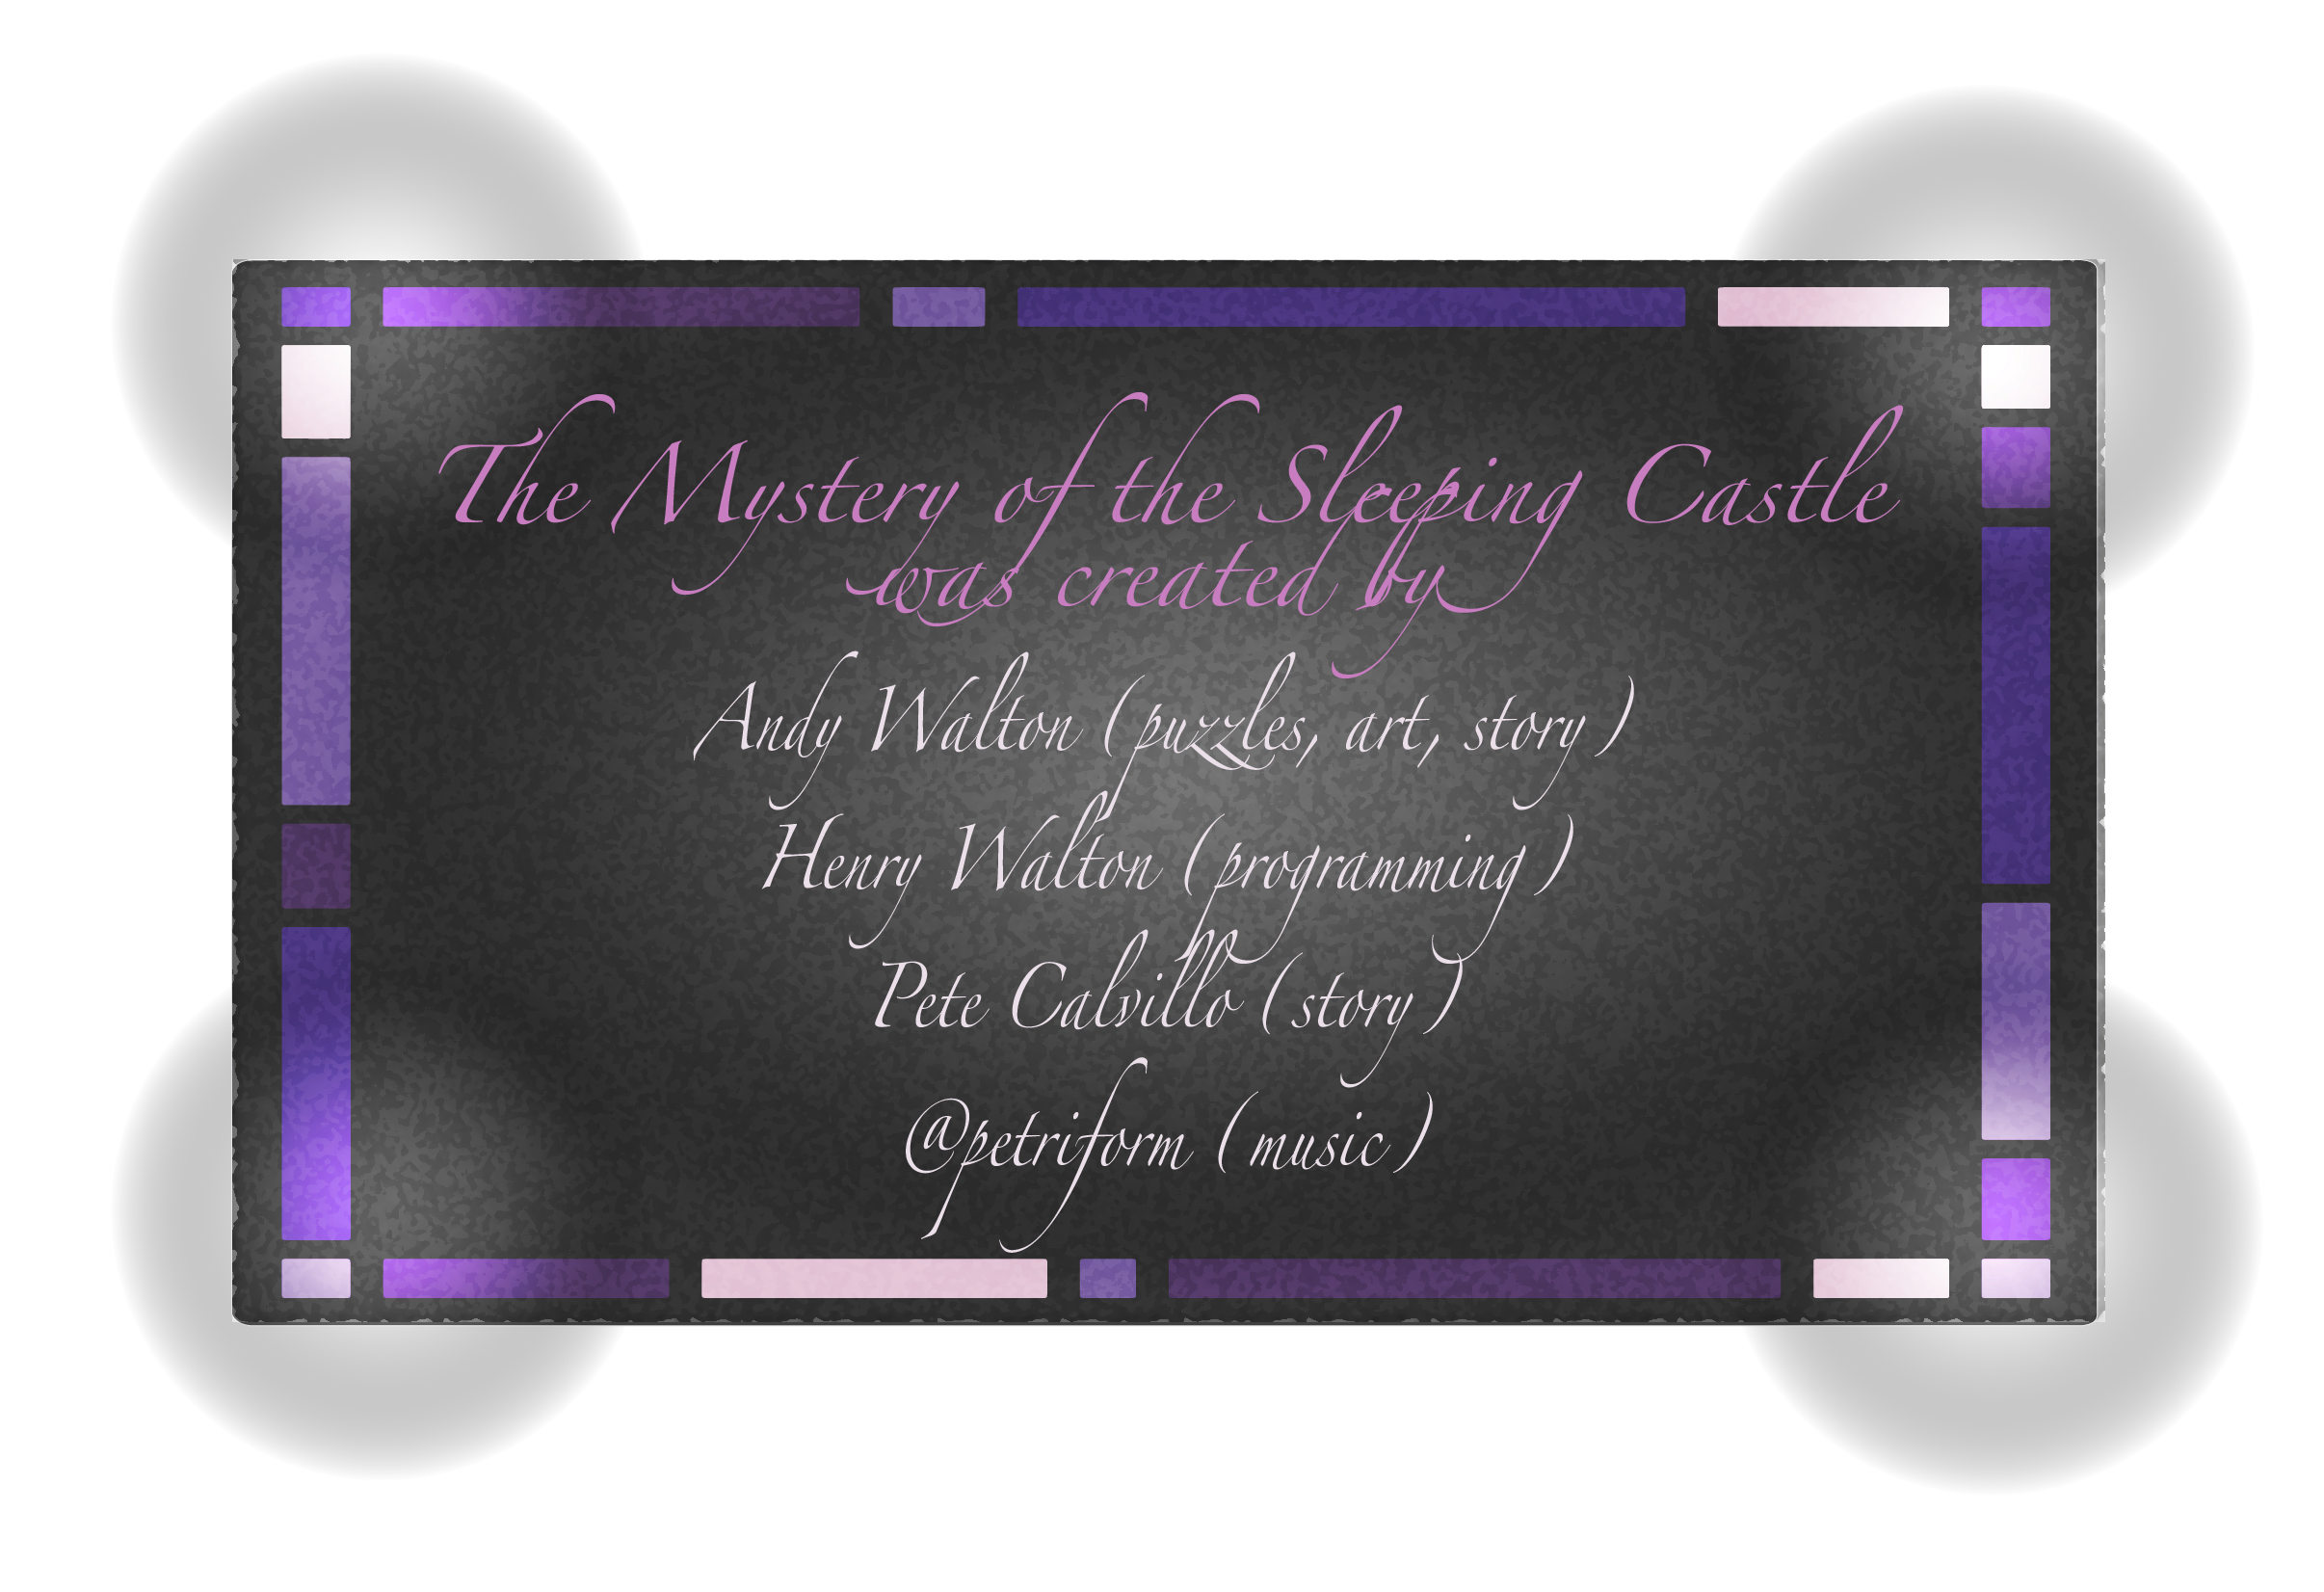 The Mystery of the Sleeping Castle
was created by
Andy Walton (puzzles, art, story)
Henry Walton (programming)
Pete Calvillo (story)
@petriform (music)